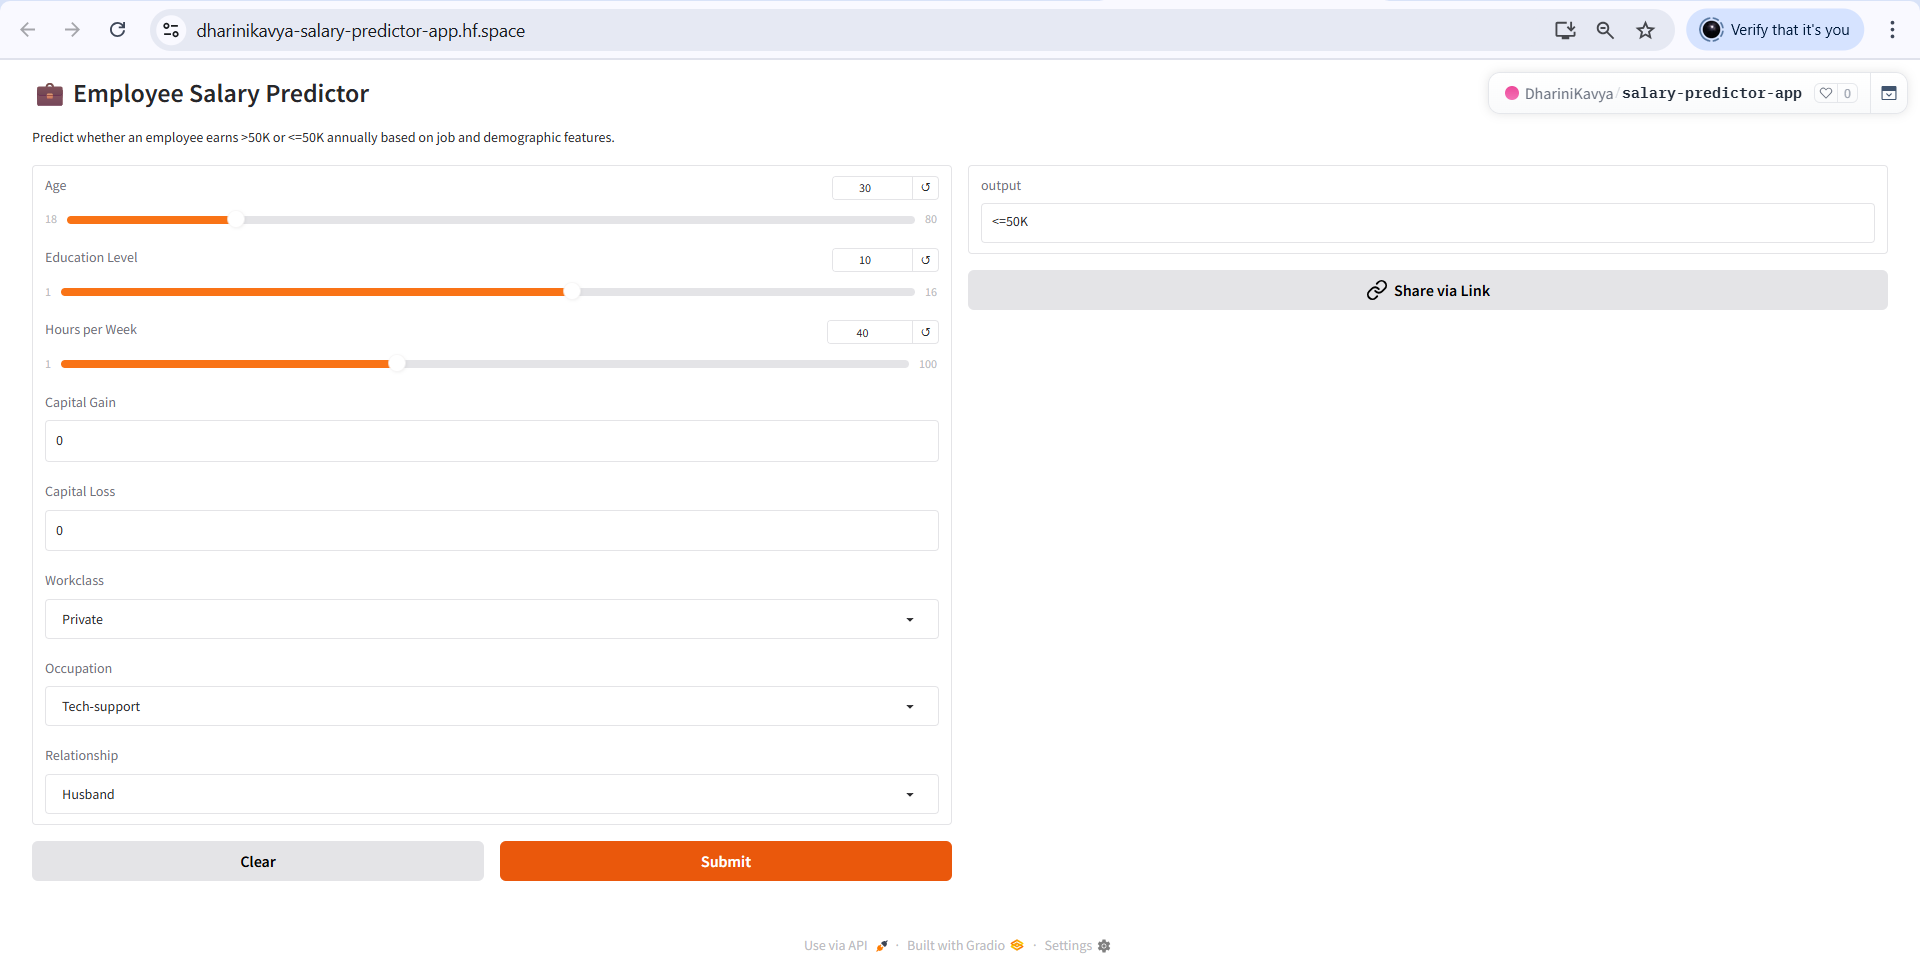 dharinikavya-salary-predictor-app.hf.space
Verify that it's you
Employee Salary Predictor
DhariniKavya/salary-predictor-app 0
Predict whether an employee earns >50K or <=50K annually based on job and demographic features.
Age
30
18
80
Education Level
10
1
16
Hours per Week
40
1
100
Capital Gain
0
Capital Loss
0
Workclass
Private
Occupation
Tech-support
Relationship
Husband
Clear
Submit
output
<=50K
Share via Link
Use via API · Built with Gradio · Settings